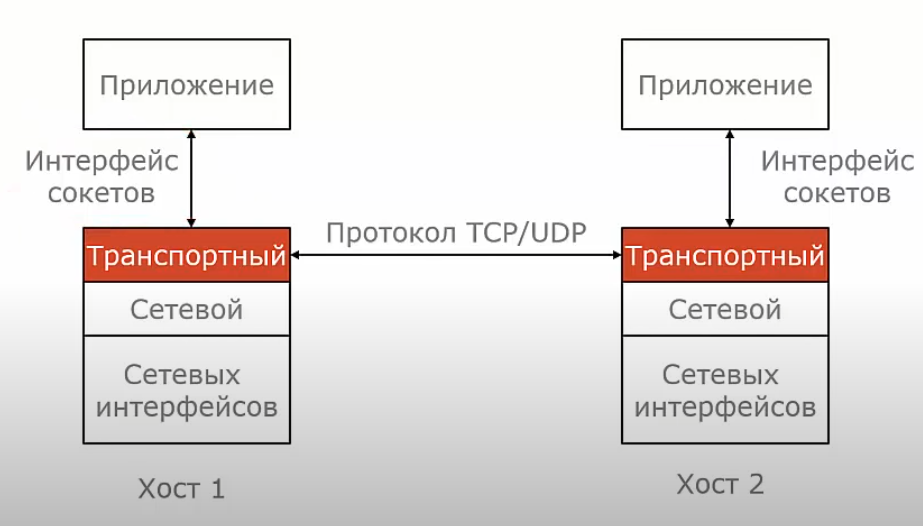 Приложение
Приложение
Интерфейс
сокетов
Интерфейс
сокетов
Протокол TCP/UDP
Транспортный
Транспортный
Сетевой
Сетевой
Сетевых
интерфейсов
Сетевых
интерфейсов
Хост 1
Хост 2